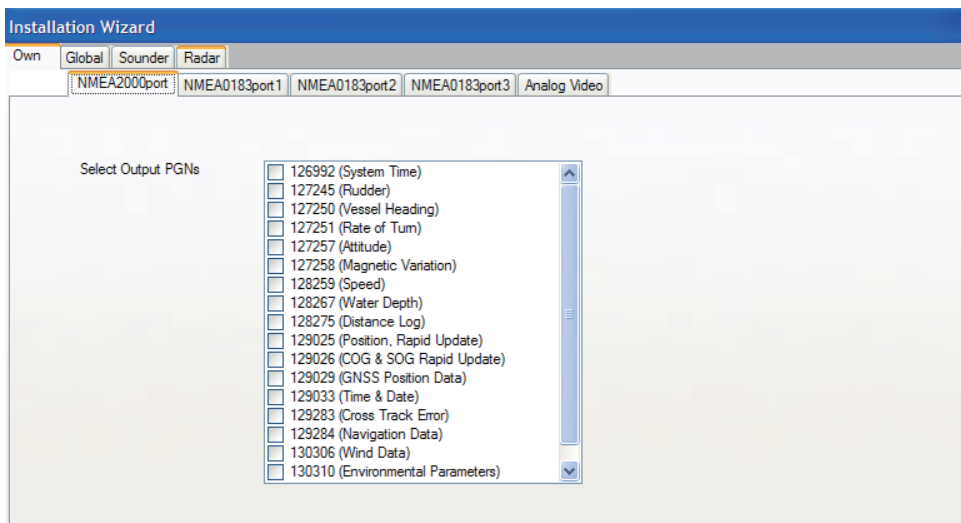 Installation Wizard
Own Global Sounder Radar
NMEA2000port NMEA0183port1 NMEA0183port2 NMEA0183port3 Analog Video
Select Output PGNs
126992 (System Time)
127245 (Rudder)
127250 (Vessel Heading)
127251 (Rate of Turn)
127257 (Attitude)
127258 (Magnetic Variation)
128259 (Speed)
128267 (Water Depth)
128275 (Distance Log)
129025 (Position, Rapid Update)
129026 (COG & SOG Rapid Update)
129029 (GNSS Position Data)
129033 (Time & Date)
129283 (Cross Track Error)
129284 (Navigation Data)
130306 (Wind Data)
130310 (Environmental Parameters)